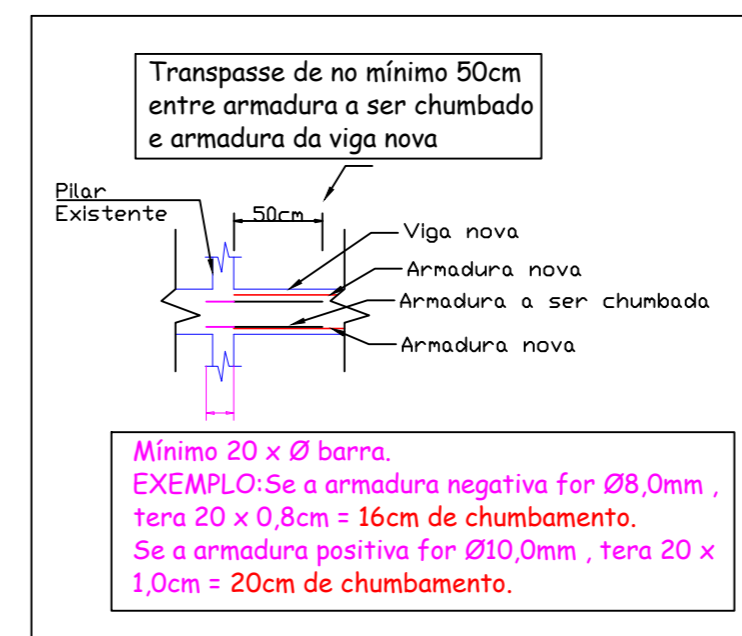 Transpasse de no mínimo 50cm
entre armadura a ser chumbado
e armadura da viga nova
Pilar
Existente
50cm
Viga nova
Armadura nova
Armadura a ser chumbada
Armadura nova
Mínimo 20 x Ø barra.
EXEMPLO:Se a armadura negativa for Ø8,0mm ,
tera 20 x 0,8cm = 16cm de chumbamento.
Se a armadura positiva for Ø10,0mm , tera 20 x
1,0cm = 20cm de chumbamento.